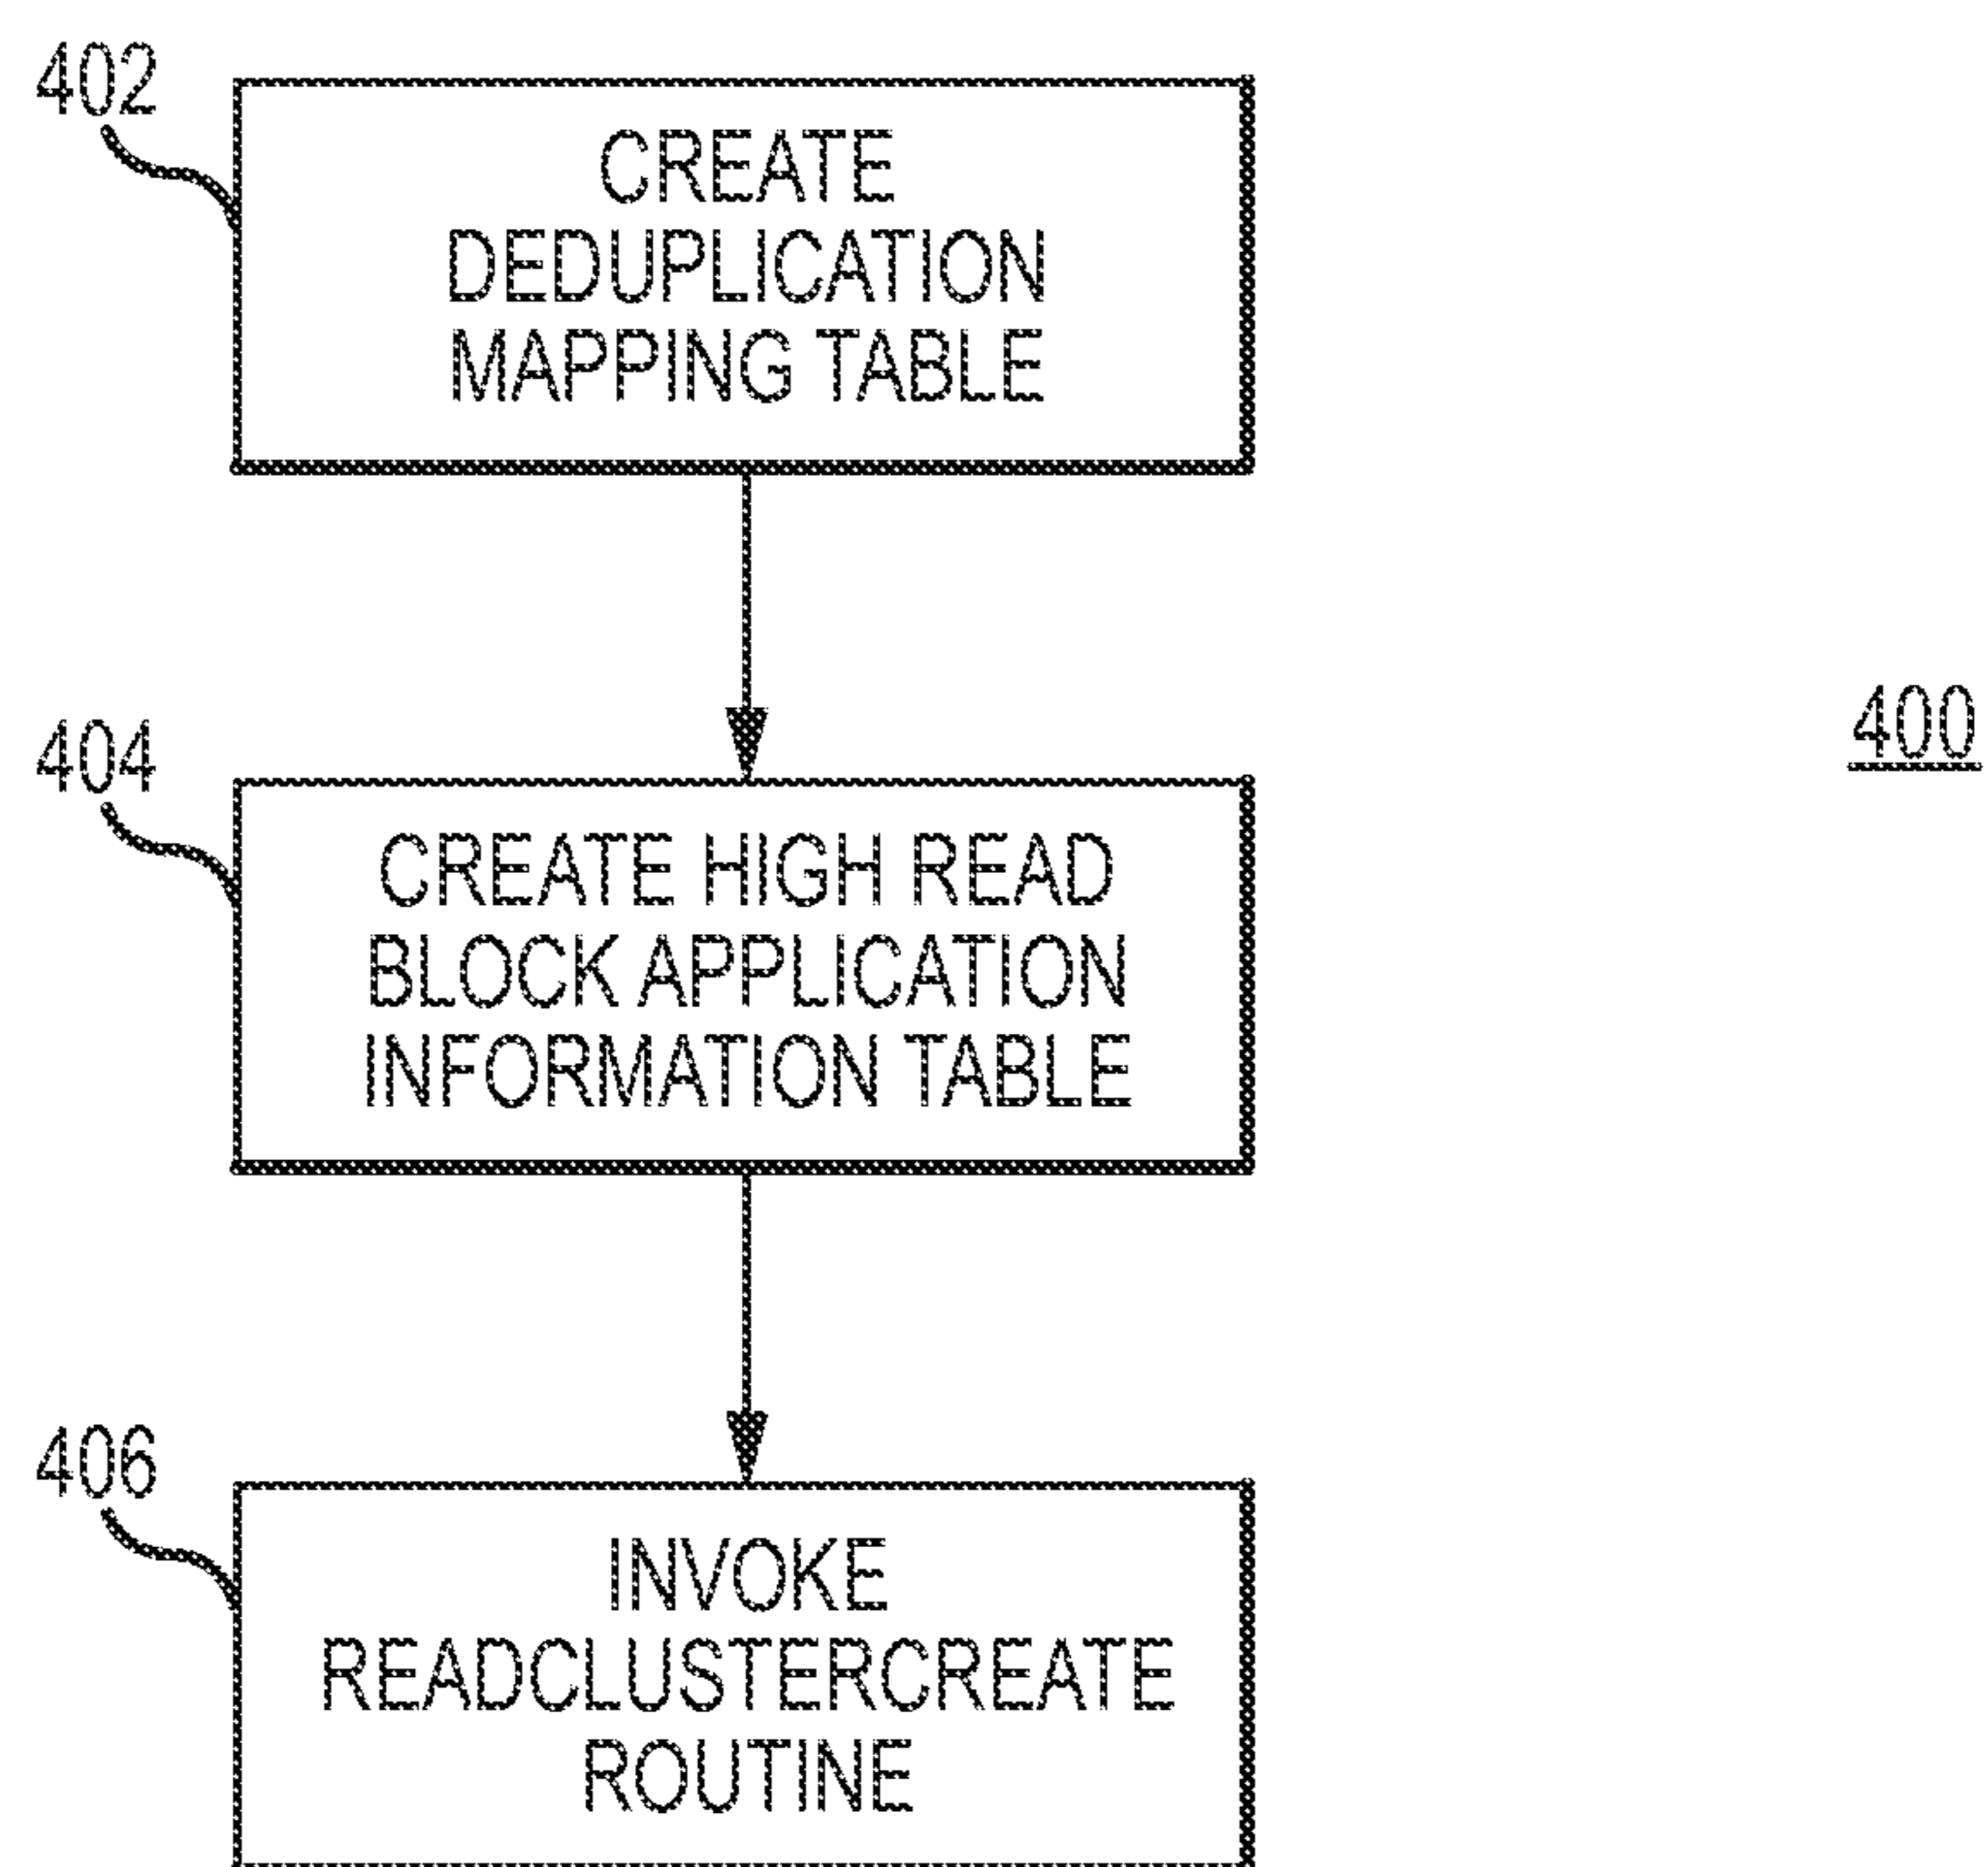 402
CREATE
DEDUPLICATION
MAPPING TABLE
404
CREATE HIGH READ
BLOCK APPLICATION
INFORMATION TABLE
400
406
INVOKE
READCLUSTERCREATE
ROUTINE